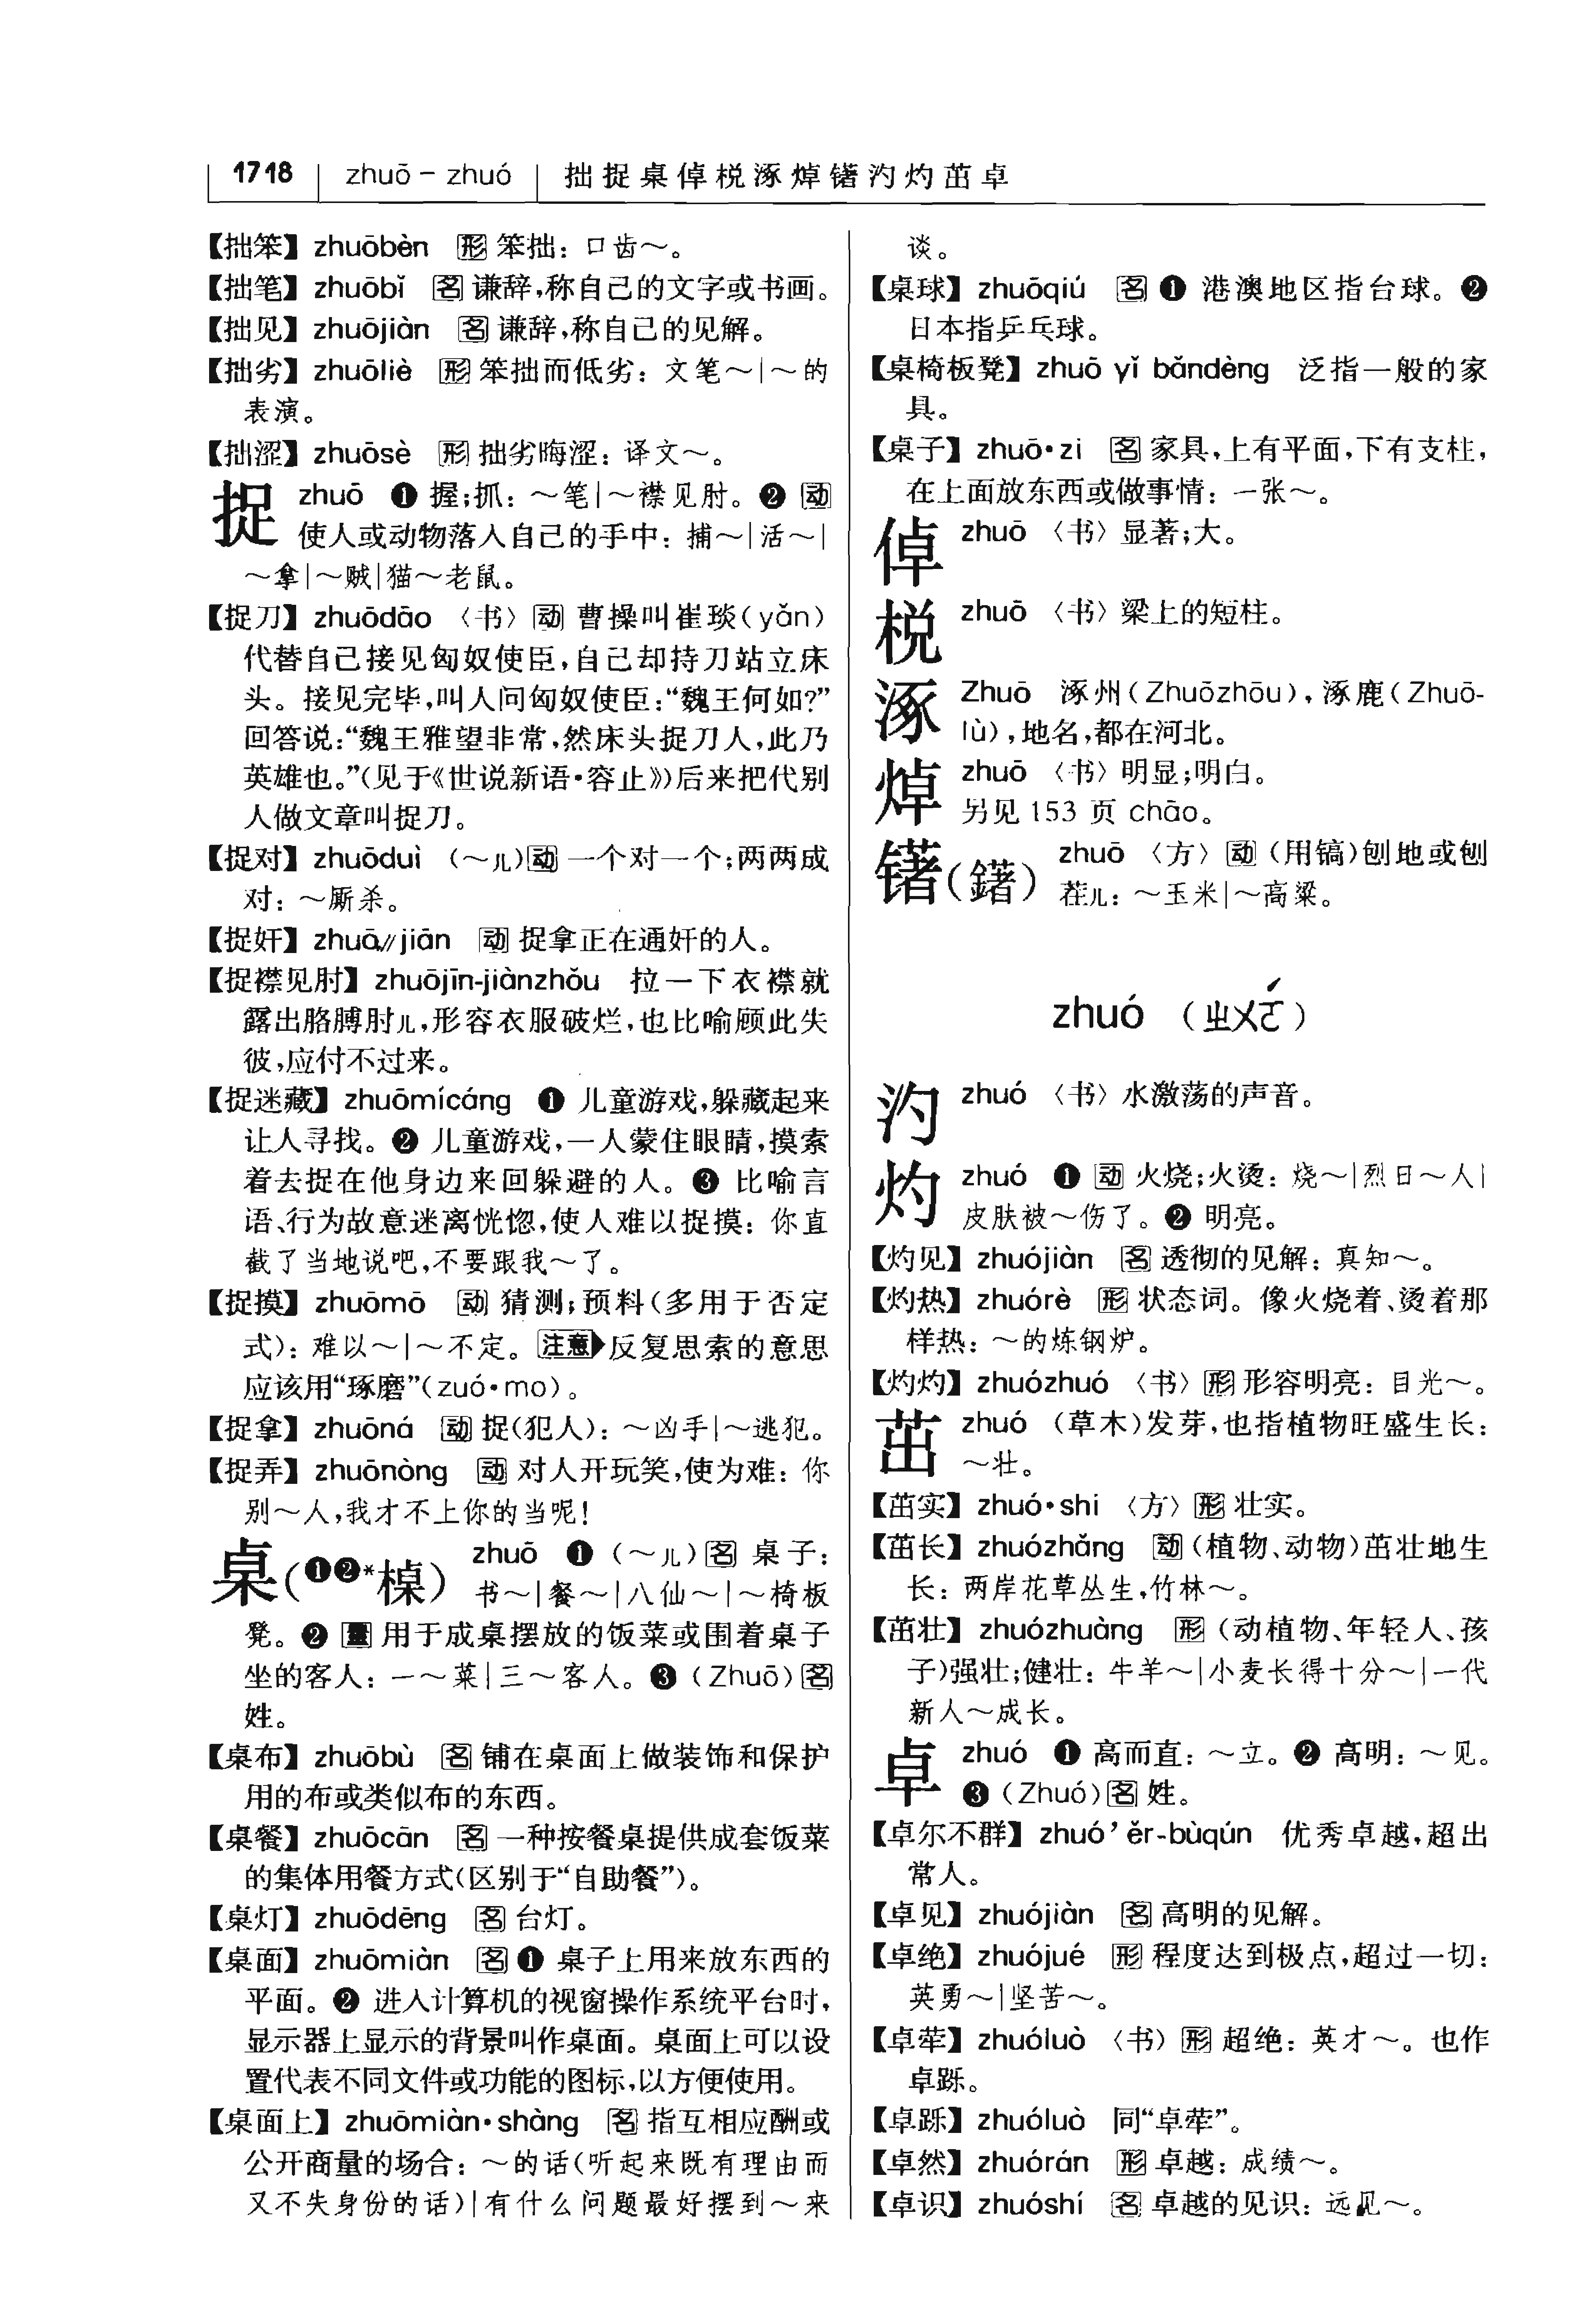 1718 zhuō – zhuó 拙捉桌倬棁涿焯䦃汋灼茁卓
【拙笨】 zhuōbèn 形 笨拙：口齿～。
【拙笔】 zhuōbǐ 名 谦辞，称自己的文字或书画。
【拙见】 zhuōjiàn 名 谦辞，称自己的见解。
【拙劣】 zhuōliè 形 笨拙而低劣：文笔～|～的
表演。
【拙涩】 zhuōsè 形 拙劣晦涩：译文～。
捉 zhuō ❶ 握；抓：～笔|～襟见肘。❷ 动
使人或动物落入自己的手中：捕～|活～|
～拿|～贼|猫～老鼠。
【捉刀】 zhuōdāo 〈书〉动 曹操叫崔琰（yǎn）
代替自己接见匈奴使臣，自己却持刀站立床
头。接见完毕，叫人问匈奴使臣：“魏王何如？”
回答说：“魏王雅望非常，然床头捉刀人，此乃
英雄也。”（见于《世说新语·容止》）后来把代别
人做文章叫捉刀。
【捉对】 zhuōduì （～儿）动 一个对一个；两两成
对：～厮杀。
【捉奸】 zhuō//jiān 动 捉拿正在通奸的人。
【捉襟见肘】 zhuōjīn-jiànzhǒu 拉一下衣襟就
露出胳膊肘儿，形容衣服破烂，也比喻顾此失
彼，应付不过来。
【捉迷藏】 zhuōmícáng ❶ 儿童游戏，躲藏起来
让人寻找。❷ 儿童游戏，一人蒙住眼睛，摸索
着去捉在他身边来回躲避的人。❸ 比喻言
语、行为故意迷离恍惚，使人难以捉摸：你直
截了当地说吧，不要跟我～了。
【捉摸】 zhuōmō 动 猜测；预料（多用于否定
式）：难以～|～不定。注意 反复思索的意思
应该用“琢磨”（zuó·mo）。
【捉拿】 zhuōná 动 捉（犯人）：～凶手|～逃犯。
【捉弄】 zhuōnòng 动 对人开玩笑，使为难：你
别～人，我才不上你的当呢！
桌（❶❷*槕） zhuō ❶ （～儿）名 桌子：
书～|餐～|八仙～|～椅板
凳。❷ 量 用于成桌摆放的饭菜或围着桌子
坐的客人：一～菜|三～客人。❸ （Zhuō）名
姓。
【桌布】 zhuōbù 名 铺在桌面上做装饰和保护
用的布或类似布的东西。
【桌餐】 zhuōcān 名 一种按餐桌提供成套饭菜
的集体用餐方式（区别于“自助餐”）。
【桌灯】 zhuōdēng 名 台灯。
【桌面】 zhuōmiàn 名 ❶ 桌子上用来放东西的
平面。❷ 进入计算机的视窗操作系统平台时，
显示器上显示的背景叫作桌面。桌面上可以设
置代表不同文件或功能的图标，以方便使用。
【桌面上】 zhuōmiàn·shàng 名 指互相应酬或
公开商量的场合：～的话（听起来既有理由而
又不失身份的话）|有什么问题最好摆到～来
谈。
【桌球】 zhuōqiú 名 ❶ 港澳地区指台球。❷
日本指乒乓球。
【桌椅板凳】 zhuō yǐ bǎndèng 泛指一般的家
具。
【桌子】 zhuō·zi 名 家具，上有平面，下有支柱，
在上面放东西或做事情：一张～。
倬 zhuō 〈书〉显著；大。
棁 zhuō 〈书〉梁上的短柱。
涿 Zhuō 涿州（Zhuōzhōu），涿鹿（Zhuō-
lù），地名，都在河北。
焯 zhuō 〈书〉明显；明白。
另见 153 页 chāo。
䦃（鐯） zhuō 〈方〉动 （用镐）刨地或刨
茬儿：～玉米|～高粱。
zhuó （ㄓㄨㄛˊ）
汋 zhuó 〈书〉水激荡的声音。
灼 zhuó ❶ 动 火烧；火烫：烧～|烈日～人|
皮肤被～伤了。❷ 明亮。
【灼见】 zhuójiàn 名 透彻的见解：真知～。
【灼热】 zhuórè 形 状态词。像火烧着、烫着那
样热：～的炼钢炉。
【灼灼】 zhuózhuó 〈书〉形 形容明亮：目光～。
茁 zhuó （草木）发芽，也指植物旺盛生长：
～壮。
【茁实】 zhuó·shi 〈方〉形 壮实。
【茁长】 zhuózhǎng 动 （植物、动物）茁壮地生
长：两岸花草丛生，竹林～。
【茁壮】 zhuózhuàng 形 （动植物、年轻人、孩
子）强壮；健壮：牛羊～|小麦长得十分～|一代
新人～成长。
卓 zhuó ❶ 高而直：～立。❷ 高明：～见。
❸ （Zhuó）名 姓。
【卓尔不群】 zhuó’ěr-bùqún 优秀卓越，超出
常人。
【卓见】 zhuójiàn 名 高明的见解。
【卓绝】 zhuójué 形 程度达到极点，超过一切：
英勇～|坚苦～。
【卓荦】 zhuóluò 〈书〉形 超绝：英才～。也作
卓跞。
【卓跞】 zhuóluò 同“卓荦”。
【卓然】 zhuórán 形 卓越：成绩～。
【卓识】 zhuóshí 名 卓越的见识：远见～。